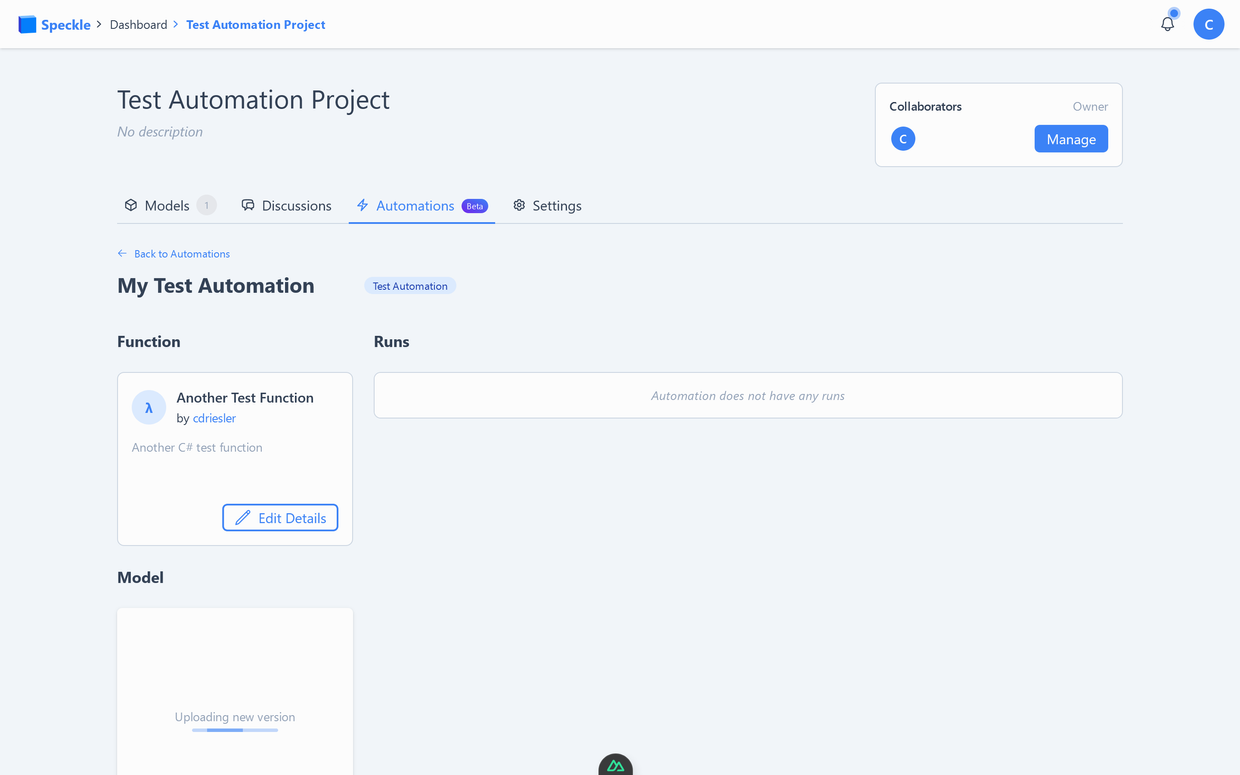 Speckle > Dashboard > Test Automation Project
C
Test Automation Project
No description
Collaborators
Owner
C
Manage
Models 1
Discussions
Automations Beta
Settings
← Back to Automations
My Test Automation
Test Automation
Function
Runs
λ
Another Test Function
by cdriesler
Another C# test function
Edit Details
Automation does not have any runs
Model
Uploading new version